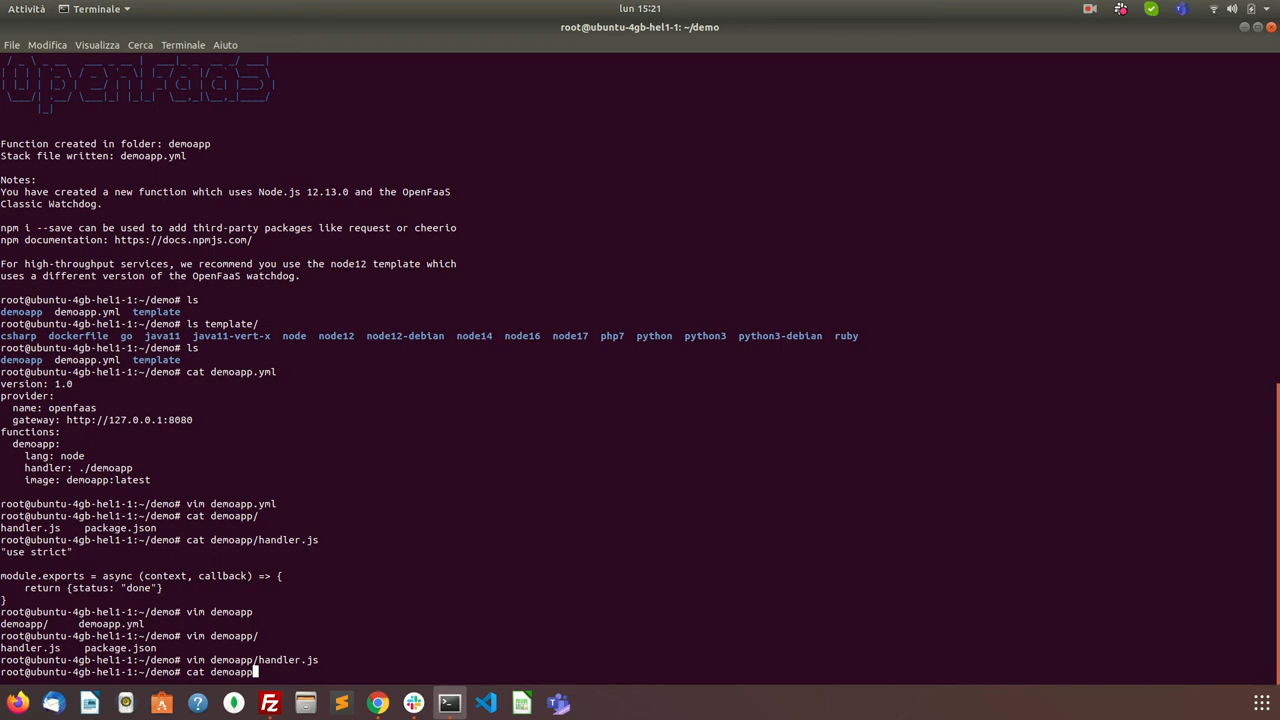 Attività
Terminale
lun 15:21
root@ubuntu-4gb-hel1-1: ~/demo
File Modifica Visualizza Cerca Terminale Aiuto
OpenFaaS
Function created in folder: demoapp
Stack file written: demoapp.yml
Notes:
You have created a new function which uses Node.js 12.13.0 and the OpenFaaS
Classic Watchdog.
npm i --save can be used to add third-party packages like request or cheerio
npm documentation: https://docs.npmjs.com/
For high-throughput services, we recommend you use the node12 template which
uses a different version of the OpenFaaS watchdog.
root@ubuntu-4gb-hel1-1:~/demo# ls
demoapp demoapp.yml template
root@ubuntu-4gb-hel1-1:~/demo# ls template/
csharp dockerfile go java11 java11-vert-x node node12 node12-debian node14 node16 node17 php7 python python3 python3-debian ruby
root@ubuntu-4gb-hel1-1:~/demo# ls
demoapp demoapp.yml template
root@ubuntu-4gb-hel1-1:~/demo# cat demoapp.yml
version: 1.0
provider:
  name: openfaas
  gateway: http://127.0.0.1:8080
functions:
  demoapp:
    lang: node
    handler: ./demoapp
    image: demoapp:latest
root@ubuntu-4gb-hel1-1:~/demo# vim demoapp.yml
root@ubuntu-4gb-hel1-1:~/demo# cat demoapp/
handler.js package.json
root@ubuntu-4gb-hel1-1:~/demo# cat demoapp/handler.js
"use strict"
module.exports = async (context, callback) => {
    return {status: "done"}
}
root@ubuntu-4gb-hel1-1:~/demo# vim demoapp
demoapp/ demoapp.yml
root@ubuntu-4gb-hel1-1:~/demo# vim demoapp/
handler.js package.json
root@ubuntu-4gb-hel1-1:~/demo# vim demoapp/handler.js
root@ubuntu-4gb-hel1-1:~/demo# cat demoapp